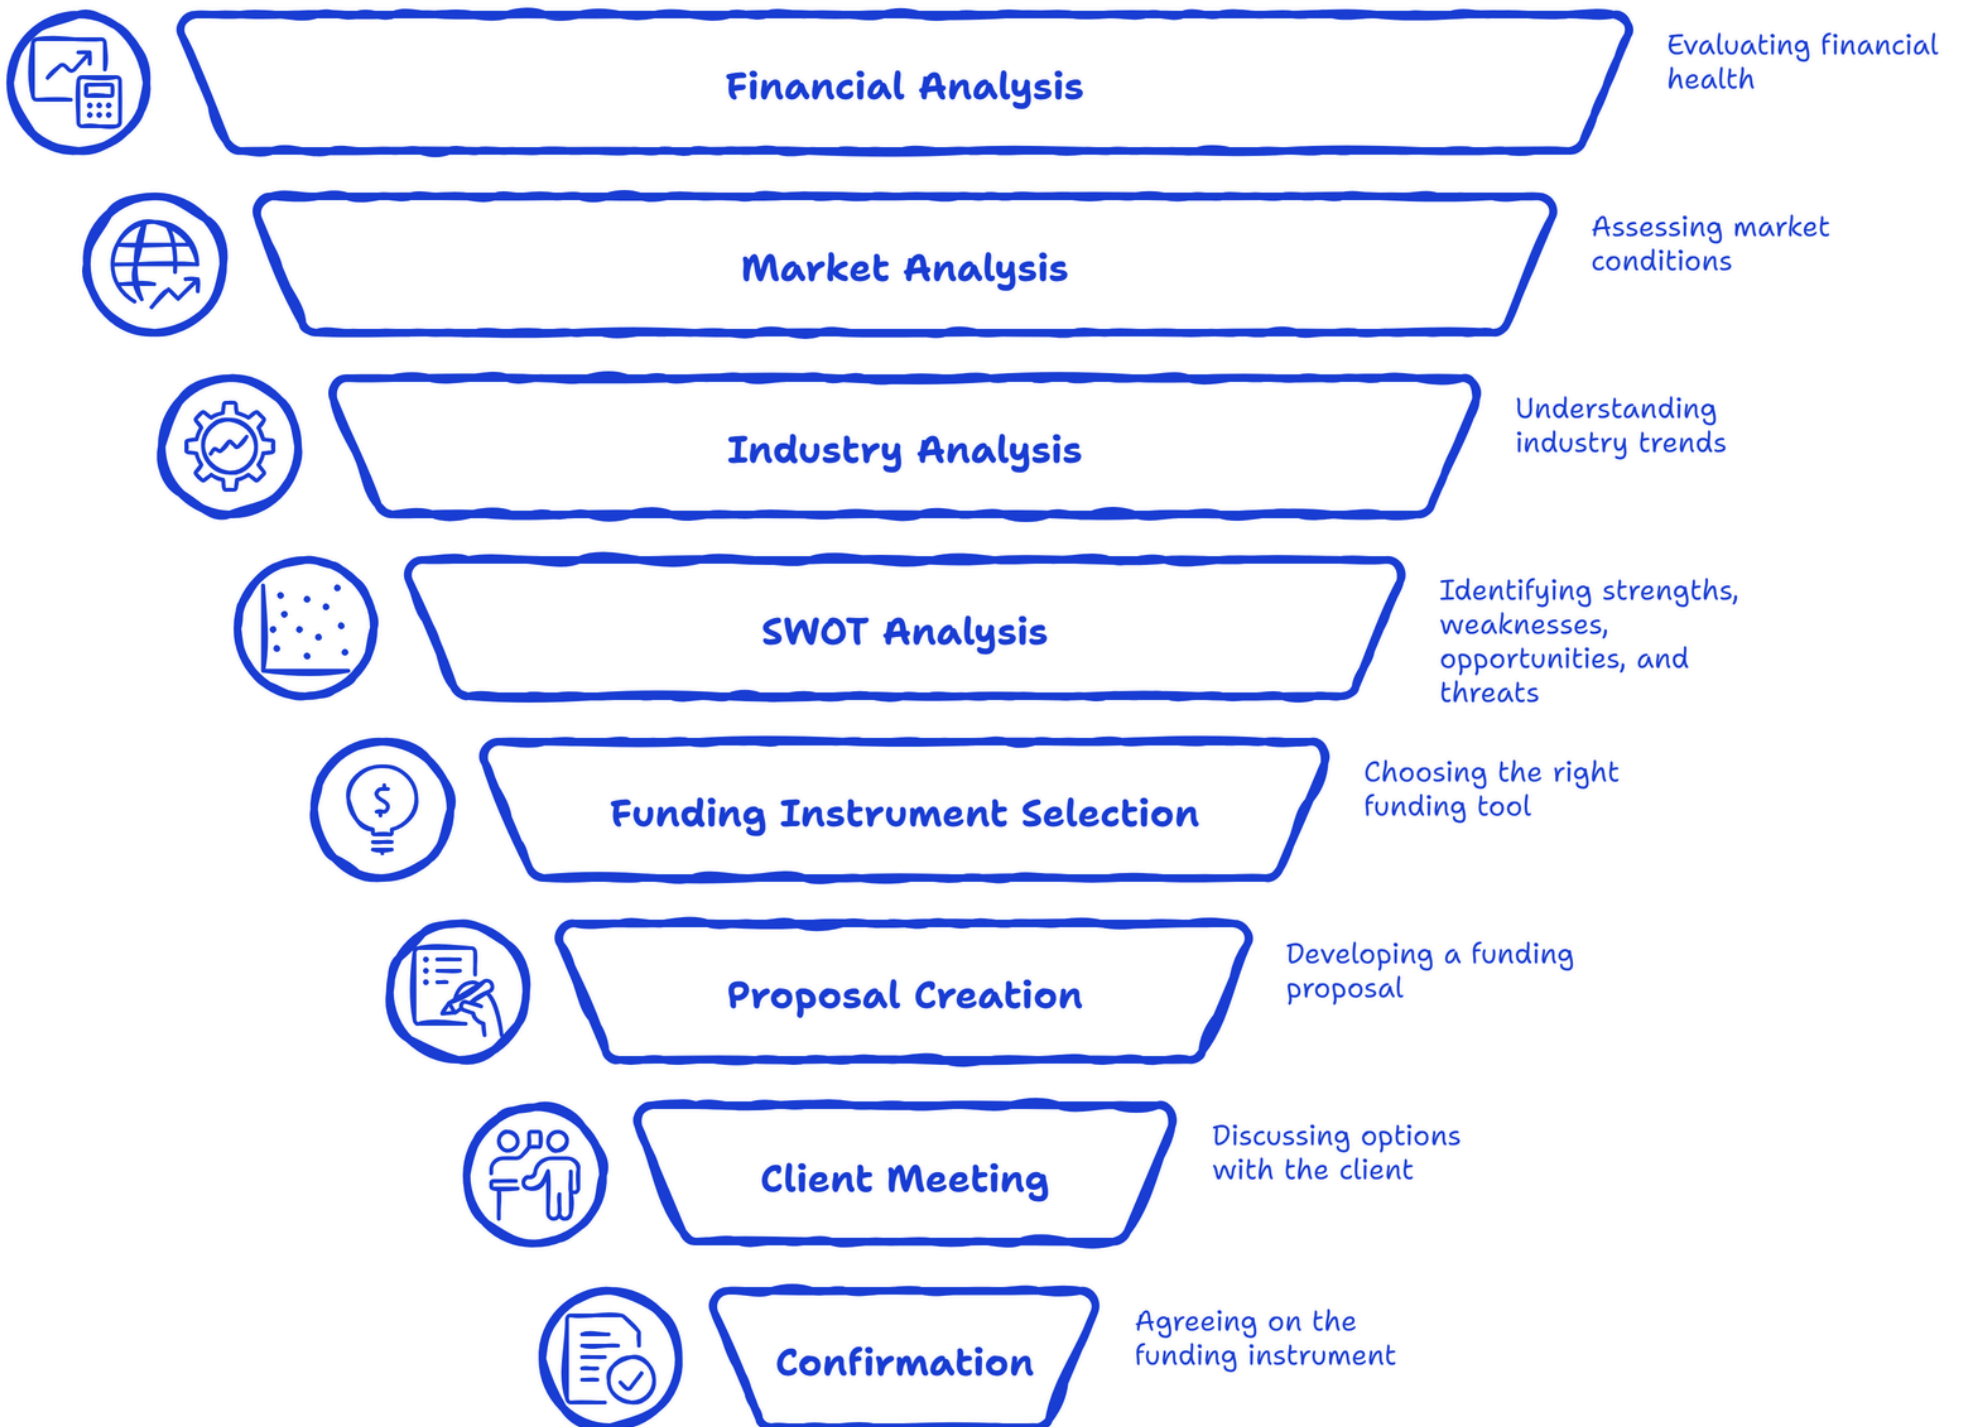 Financial Analysis
Evaluating financial
health
Market Analysis
Assessing market
conditions
Industry Analysis
Understanding
industry trends
SWOT Analysis
Identifying strengths,
weaknesses,
opportunities, and
threats
$
Funding Instrument Selection
Choosing the right
funding tool
Proposal Creation
Developing a funding
proposal
Client Meeting
Discussing options
with the client
Confirmation
Agreeing on the
funding instrument